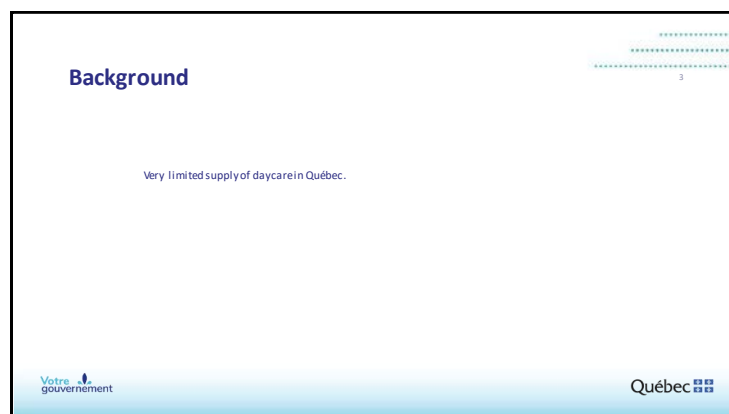 Background
3
Very limited supply of daycare in Québec.
Votre
gouvernement
Québec